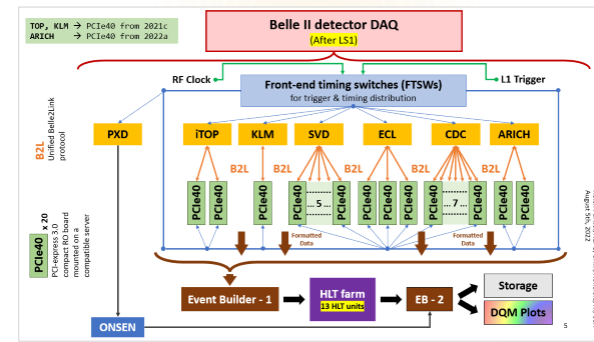 TOP, KLM → PCIe40 from 2021c
ARICH → PCIe40 from 2022a
Belle II detector DAQ
(After LS1)
RF Clock
L1 Trigger
Front-end timing switches (FTSWs)
for trigger & timing distribution
PXD
iTOP
KLM
SVD
ECL
CDC
ARICH
B2L
Unified Belle2Link
protocol
B2L
B2L
B2L
B2L
B2L
PCIe40
PCIe40
PCIe40
PCIe40
...5...
PCIe40
PCIe40
PCIe40
PCIe40
...7...
PCIe40
PCIe40
PCIe40
PCIe40 x 20
PCI-express 3.0
compact RO board
mounted on a
compatible server
Formatted
Data
Formatted
Data
Event Builder - 1
HLT farm
13 HLT units
EB - 2
Storage
DQM Plots
ONSEN
August 5th, 2022
5